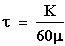 τ = K / 60μ